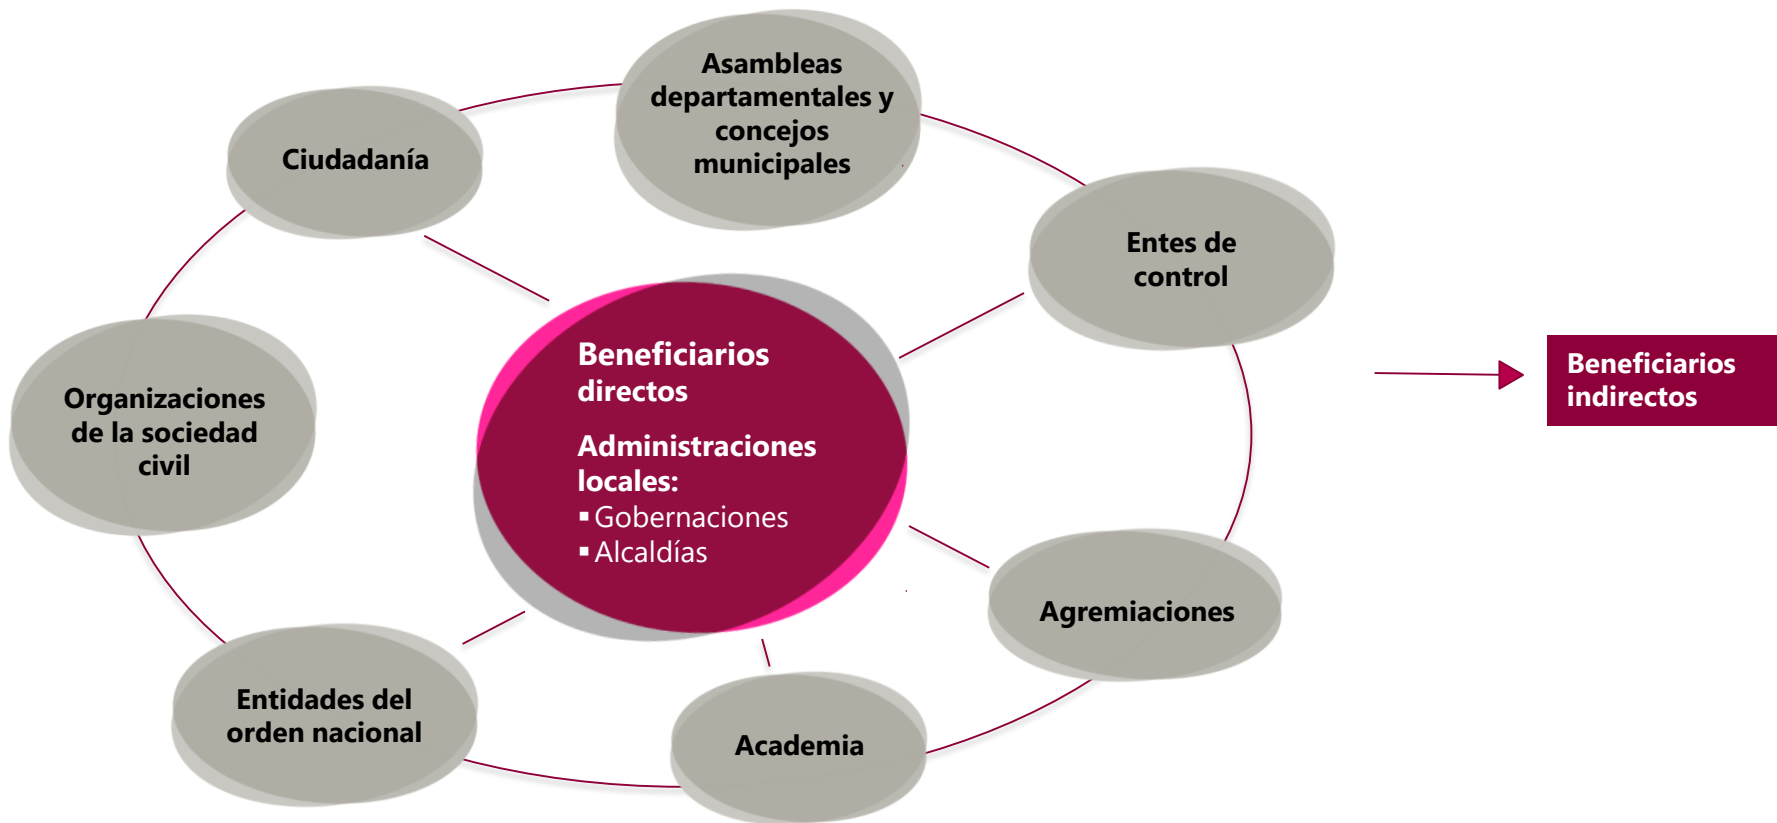 Asambleas
departamentales y
concejos
municipales
Ciudadanía
Entes de
control
Beneficiarios
directos
Administraciones
locales:
▪ Gobernaciones
▪ Alcaldías
Beneficiarios
indirectos
Organizaciones
de la sociedad
civil
Agremiaciones
Entidades del
orden nacional
Academia